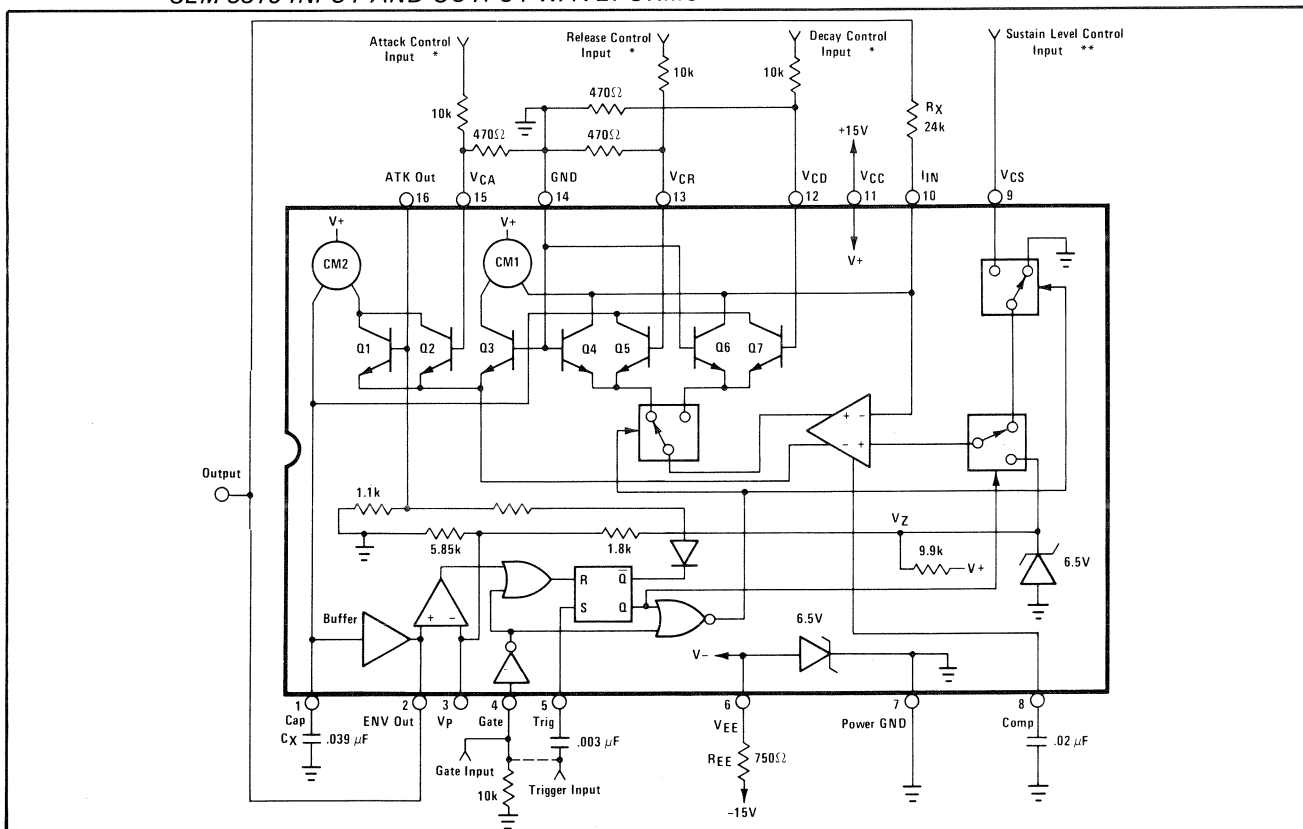 Attack Control
Input *
Release Control
Input *
Decay Control
Input *
Sustain Level Control
Input **
10k
10k
10k
470Ω
470Ω
470Ω
RX
24k
+15V
ATK Out
16
VCA
15
GND
14
VCR
13
VCD
12
VCC
11
IIN
10
VCS
9
V+
CM2
V+
CM1
V+
Q1
Q2
Q3
Q4
Q5
Q6
Q7
+ -
- +
Output
1.1k
5.85k
1.8k
VZ
9.9k
V+
6.5V
R
Q̅
S
Q
Buffer
+ -
6.5V
V-
1
Cap
2
ENV Out
3
VP
4
Gate
5
Trig
6
VEE
7
Power GND
8
Comp
CX
.039 μF
.003 μF
Gate Input
Trigger Input
10k
REE
750Ω
-15V
.02 μF